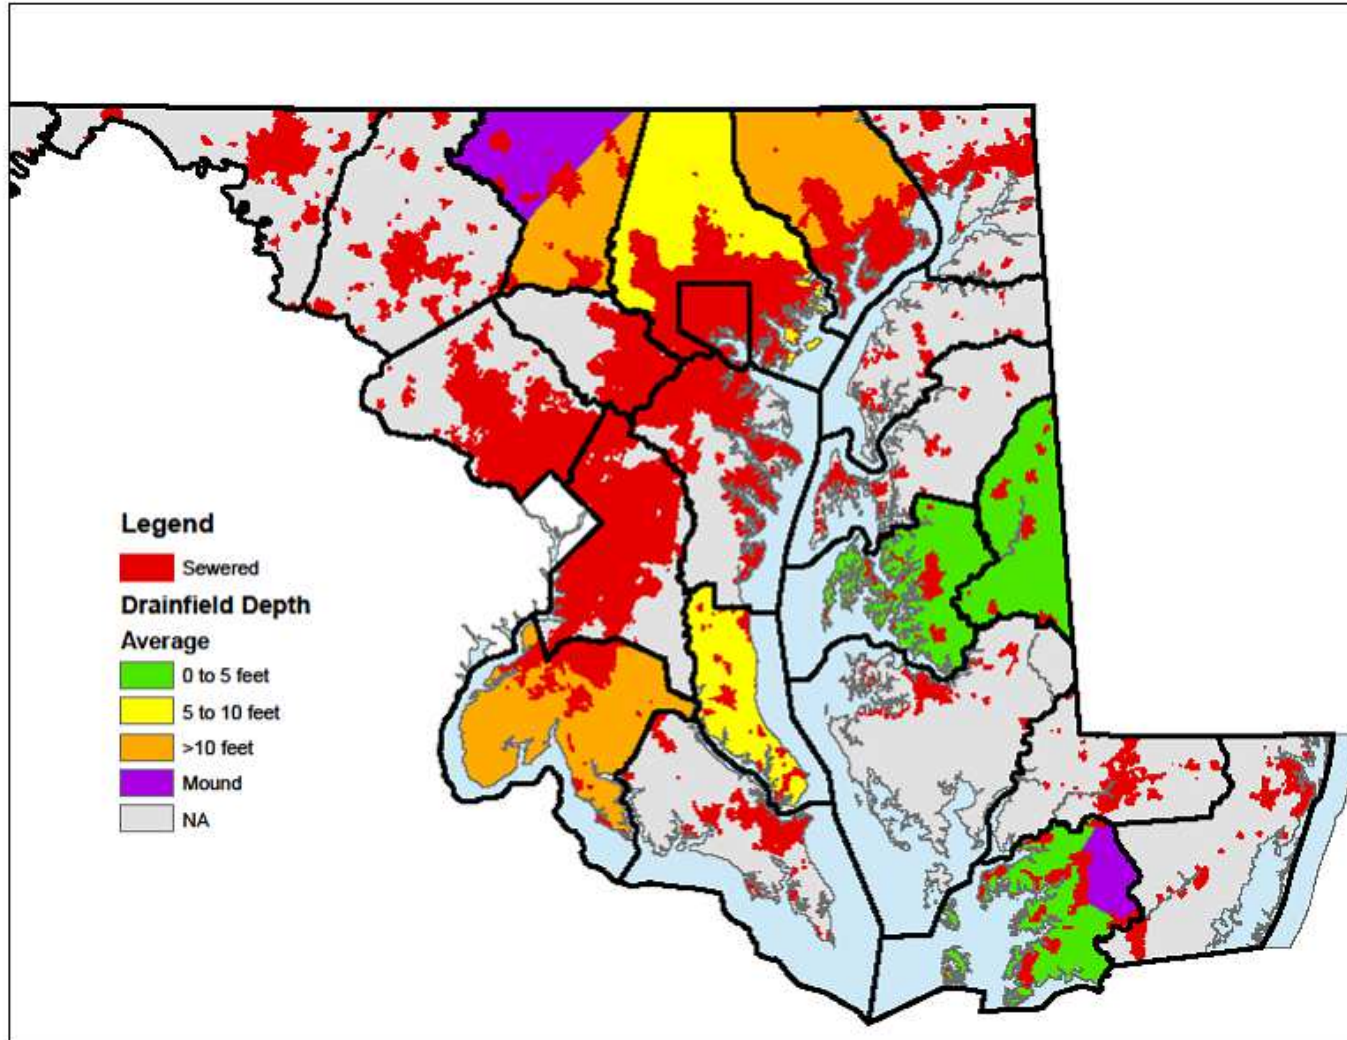 Legend
Sewered
Drainfield Depth
Average
0 to 5 feet
5 to 10 feet
>10 feet
Mound
NA